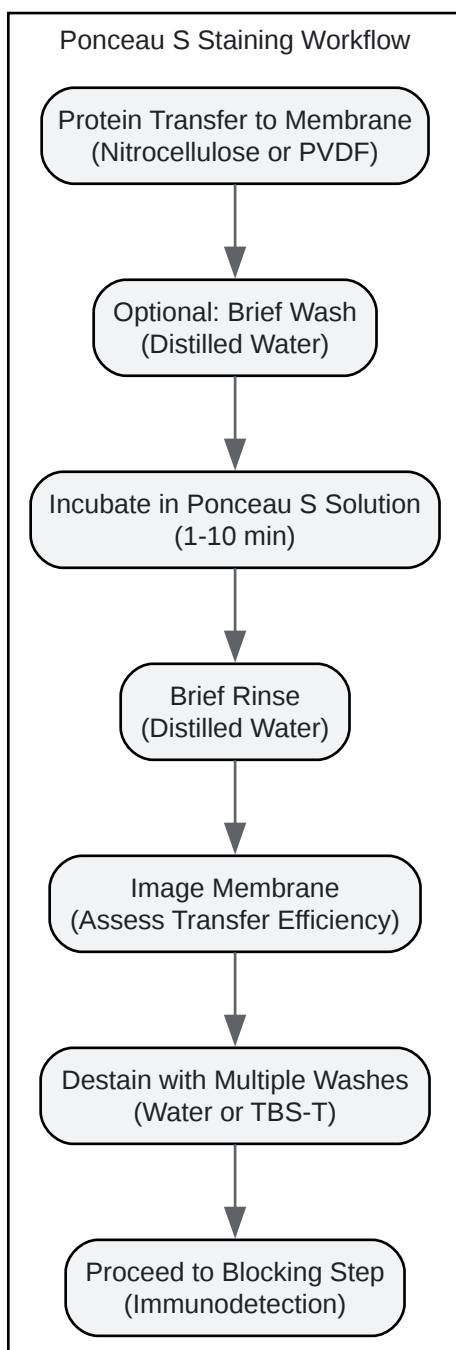 Ponceau S Staining Workflow
Protein Transfer to Membrane
(Nitrocellulose or PVDF)
Optional: Brief Wash
(Distilled Water)
Incubate in Ponceau S Solution
(1-10 min)
Brief Rinse
(Distilled Water)
Image Membrane
(Assess Transfer Efficiency)
Destain with Multiple Washes
(Water or TBS-T)
Proceed to Blocking Step
(Immunodetection)